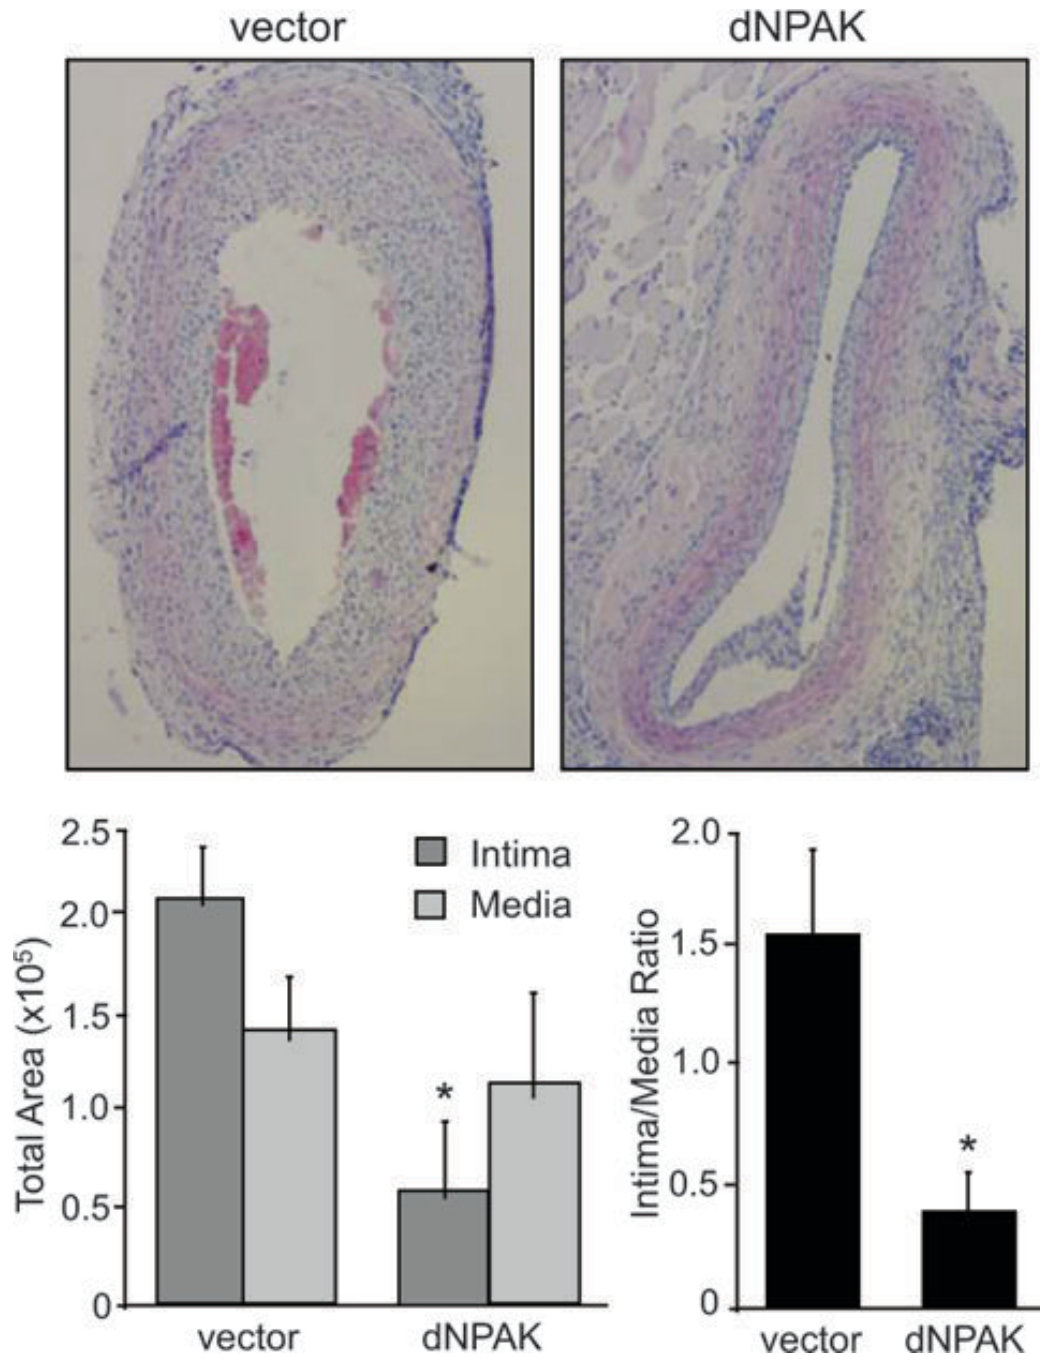 vector
dNPAK
2.5
2.0
1.5
1.0
0.5
0
Total Area (x10⁵)
Intima
Media
*
vector
dNPAK
2.0
1.5
1.0
0.5
0
Intima/Media Ratio
*
vector
dNPAK